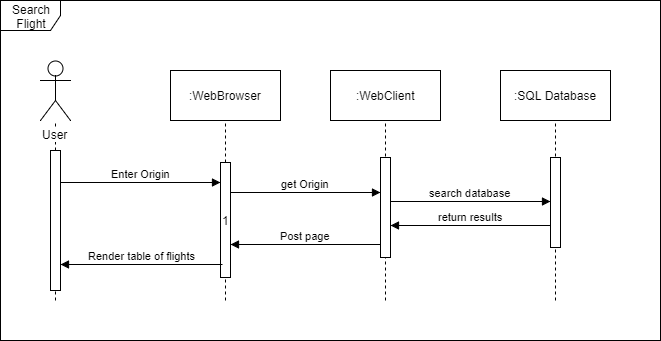 Search
Flight
:WebBrowser
:WebClient
:SQL Database
User
Enter Origin
get Origin
search database
return results
1
Post page
Render table of flights